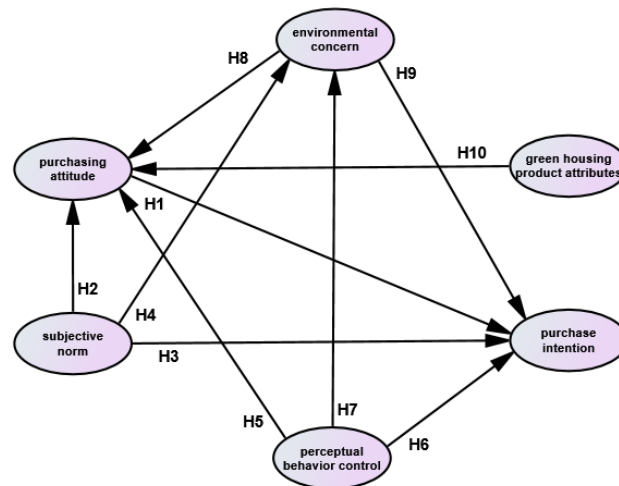 environmental
concern
H8
H9
purchasing
attitude
H10
green housing
product attributes
H1
H2
H4
subjective
norm
H3
purchase
intention
H5
H7
H6
perceptual
behavior control